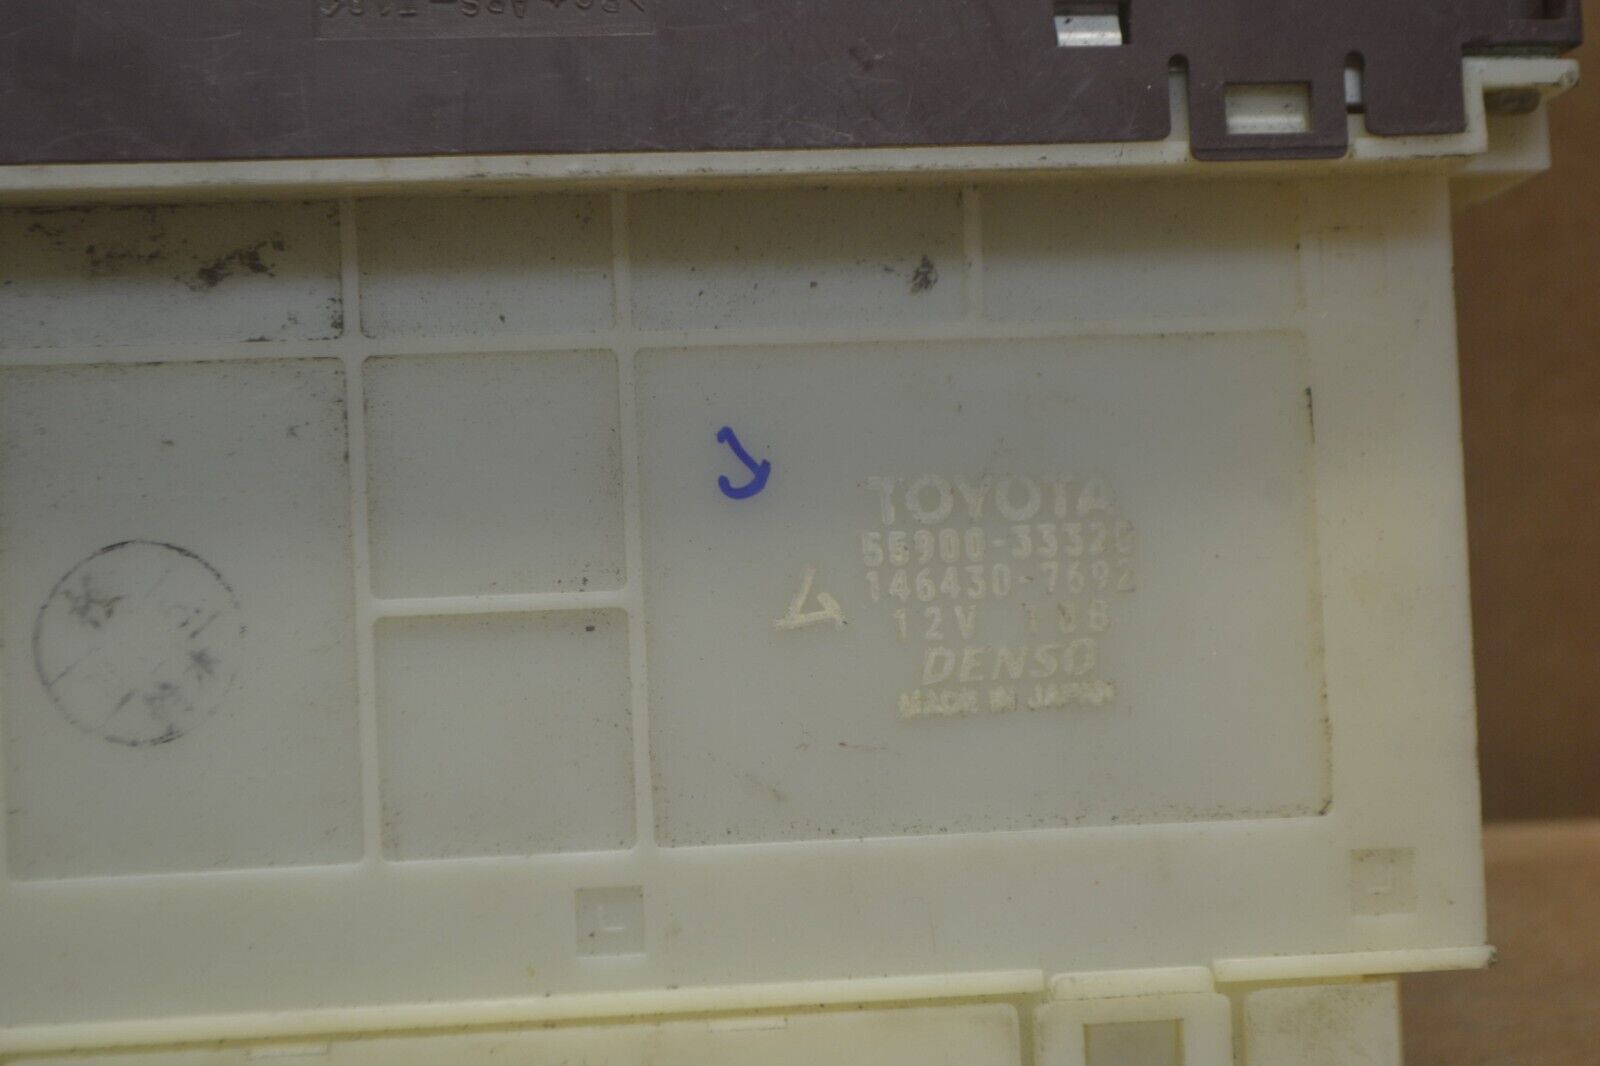 TOYOTA
55900-33320
146430-7692
12V
DENSO
MADE IN JAPAN